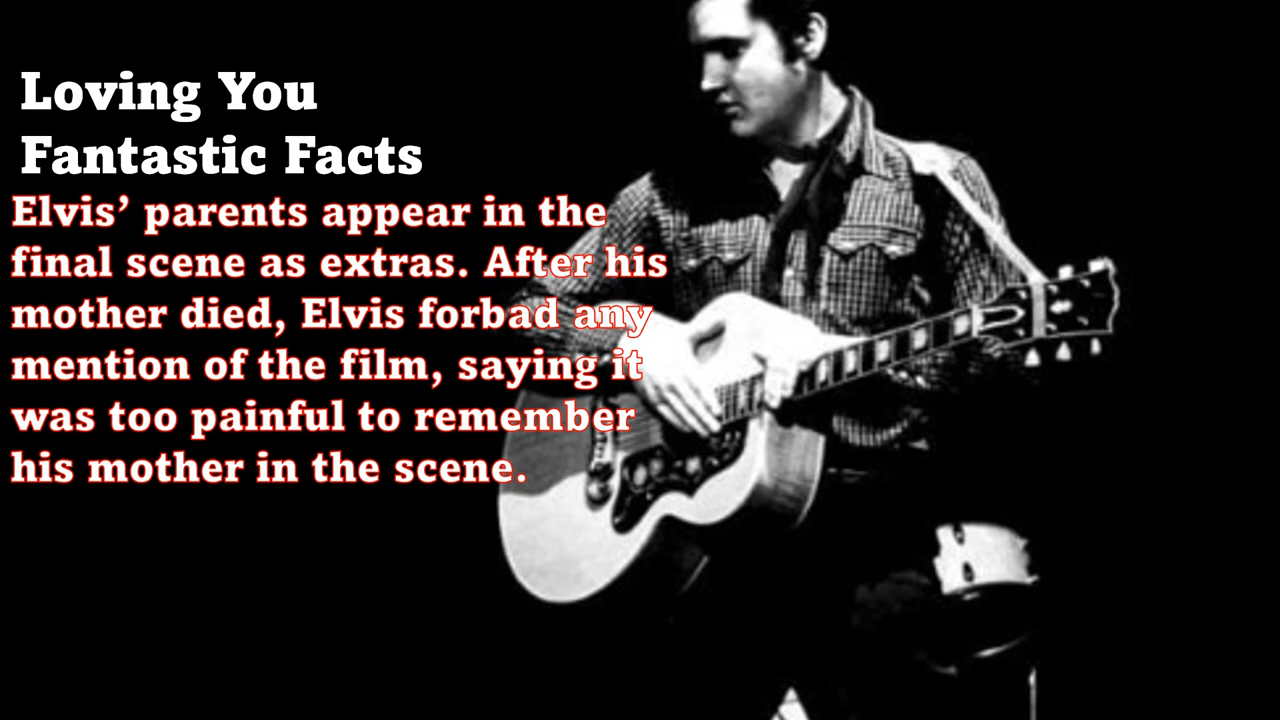 Loving You
Fantastic Facts
Elvis’ parents appear in the
final scene as extras. After his
mother died, Elvis forbad any
mention of the film, saying it
was too painful to remember
his mother in the scene.